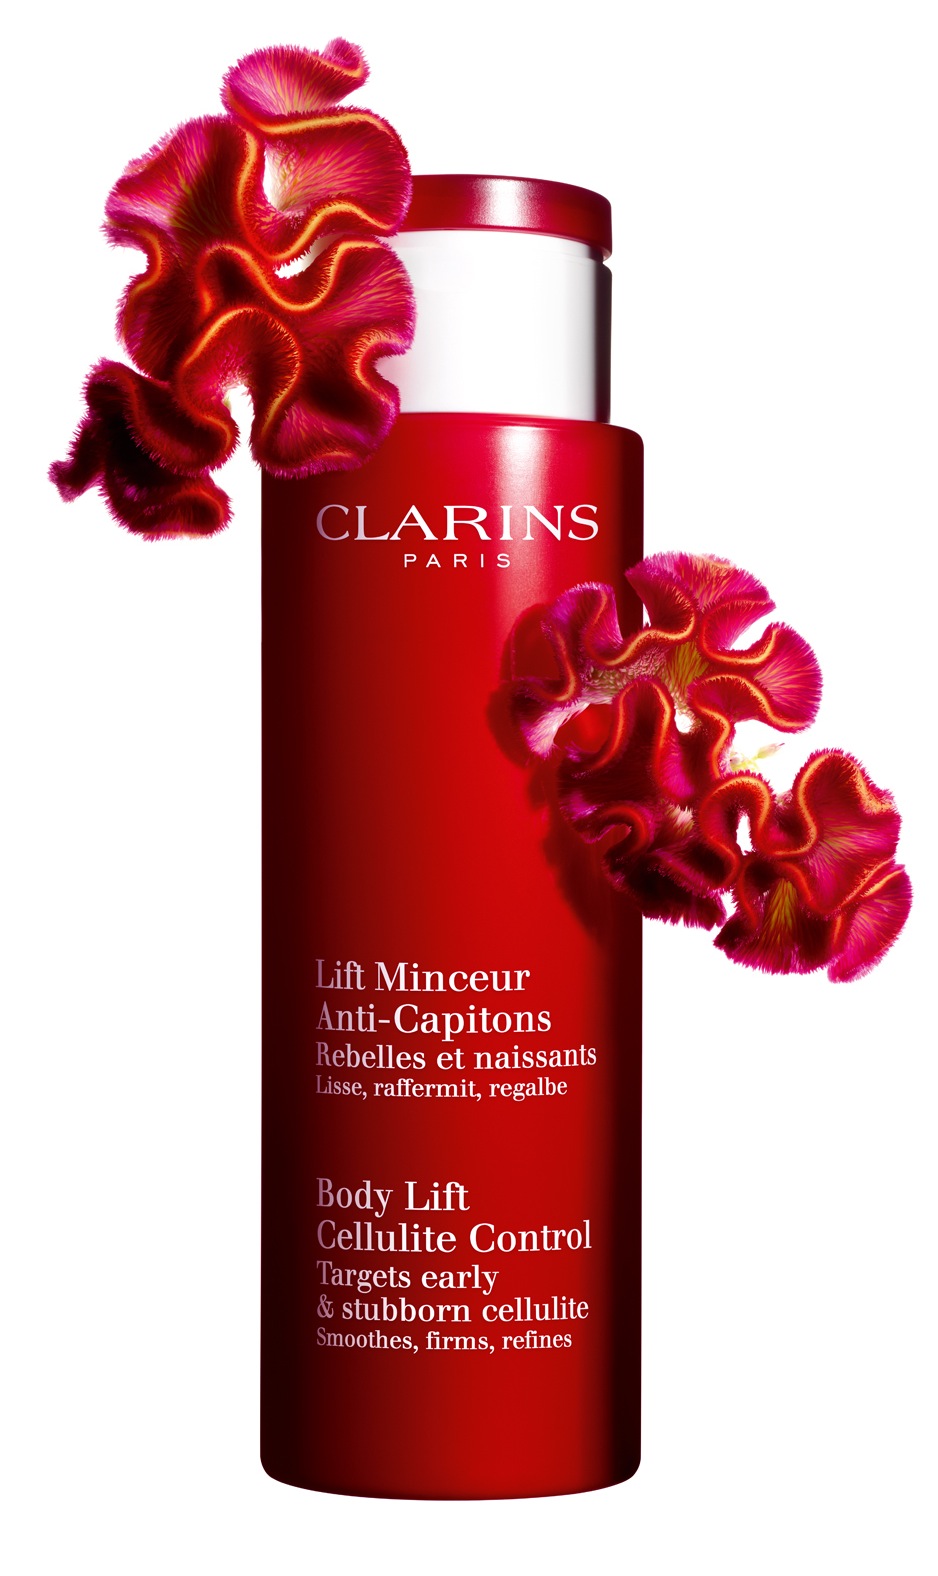 CLARINS
PARIS
Lift Minceur
Anti-Capitons
Rebelles et naissants
Lisse, raffermit, regalbe
Body Lift
Cellulite Control
Targets early
& stubborn cellulite
Smoothes, firms, refines